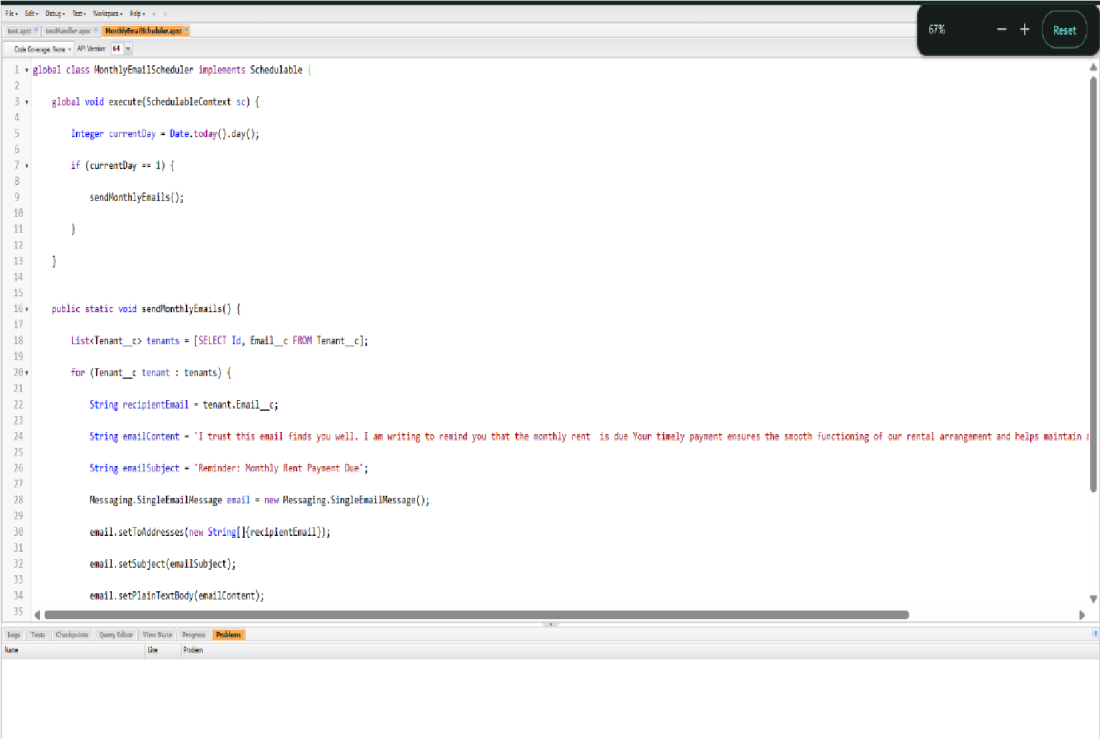 File Edit Debug Test Workspace Help < >
test.apxt testHandler.apxc MonthlyEmailScheduler.apxc
67% − + Reset
Code Coverage: None API Version 64
1 global class MonthlyEmailScheduler implements Schedulable {
2
3 global void execute(SchedulableContext sc) {
4
5 Integer currentDay = Date.today().day();
6
7 if (currentDay == 1) {
8
9 sendMonthlyEmails();
10
11 }
12
13 }
14
15
16 public static void sendMonthlyEmails() {
17
18 List<Tenant__c> tenants = [SELECT Id, Email__c FROM Tenant__c];
19
20 for (Tenant__c tenant : tenants) {
21
22 String recipientEmail = tenant.Email__c;
23
24 String emailContent = 'I trust this email finds you well. I am writing to remind you that the monthly rent  is due Your timely payment ensures the smooth functioning of our rental arrangement and helps maintain a
25
26 String emailSubject = 'Reminder: Monthly Rent Payment Due';
27
28 Messaging.SingleEmailMessage email = new Messaging.SingleEmailMessage();
29
30 email.setToAddresses(new String[]{recipientEmail});
31
32 email.setSubject(emailSubject);
33
34 email.setPlainTextBody(emailContent);
35
Logs Tests Checkpoints Query Editor View State Progress Problems
Name Line Problem